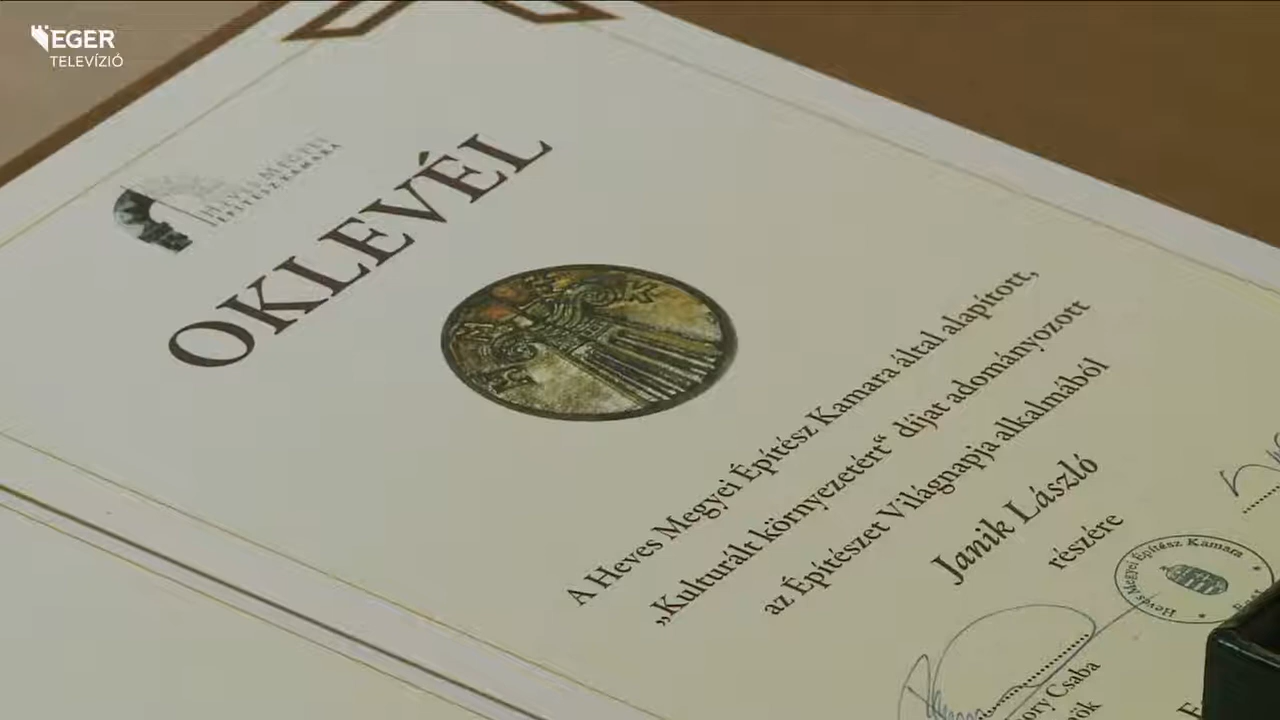 EGER
TELEVÍZIÓ
HEVES MEGYEI
ÉPÍTÉSZKAMARA
OKLEVÉL
A Heves Megyei Építész Kamara által alapított,
„Kulturált környezetért“ díjat adományozott
az Építészet Világnapja alkalmából
Janik László
részére
Heves Megyei Építész Kamara
Csaba